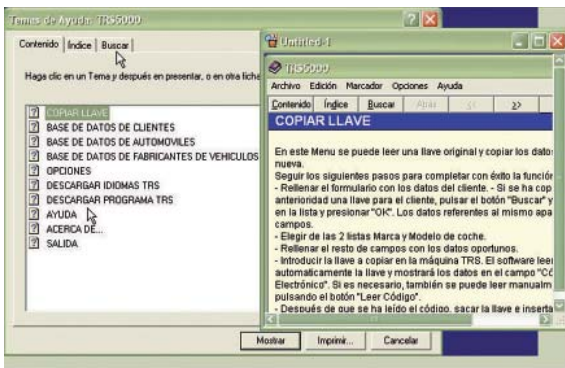 Temas de Ayuda: TRS5000
Contenido Índice Buscar
Haga clic en un Tema y después en presentar, o en otra ficha
COPIAR LLAVE
BASE DE DATOS DE CLIENTES
BASE DE DATOS DE AUTOMOVILES
BASE DE DATOS DE FABRICANTES DE VEHICULOS
OPCIONES
DESCARGAR IDIOMAS TRS
DESCARGAR PROGRAMA TRS
AYUDA
ACERCA DE...
SALIDA
Mostrar Imprimir... Cancelar
Untitled-1
TRS5000
Archivo Edición Marcador Opciones Ayuda
Contenido Índice Buscar Atrás << >>
COPIAR LLAVE
En este Menu se puede leer una llave original y copiar los dato
nueva.
Seguir los siguientes pasos para completar con éxito la función
- Rellenar el formulario con los datos del cliente. - Si se ha cop
anterioridad una llave para el cliente, pulsar el botón "Buscar" y
en la lista y presionar "OK". Los datos referentes al mismo apa
campos.
- Elegir de las 2 listas Marca y Modelo de coche.
- Rellenar el resto de campos con los datos oportunos.
- Introducir la llave a copiar en la máquina TRS. El software leer
automaticamente la llave y mostrará los datos en el campo "Có
Electrónico". Si es necesario, también se puede leer manualm
pulsando el botón "Leer Código".
- Después de que se ha leído el código, sacar la llave e inserta